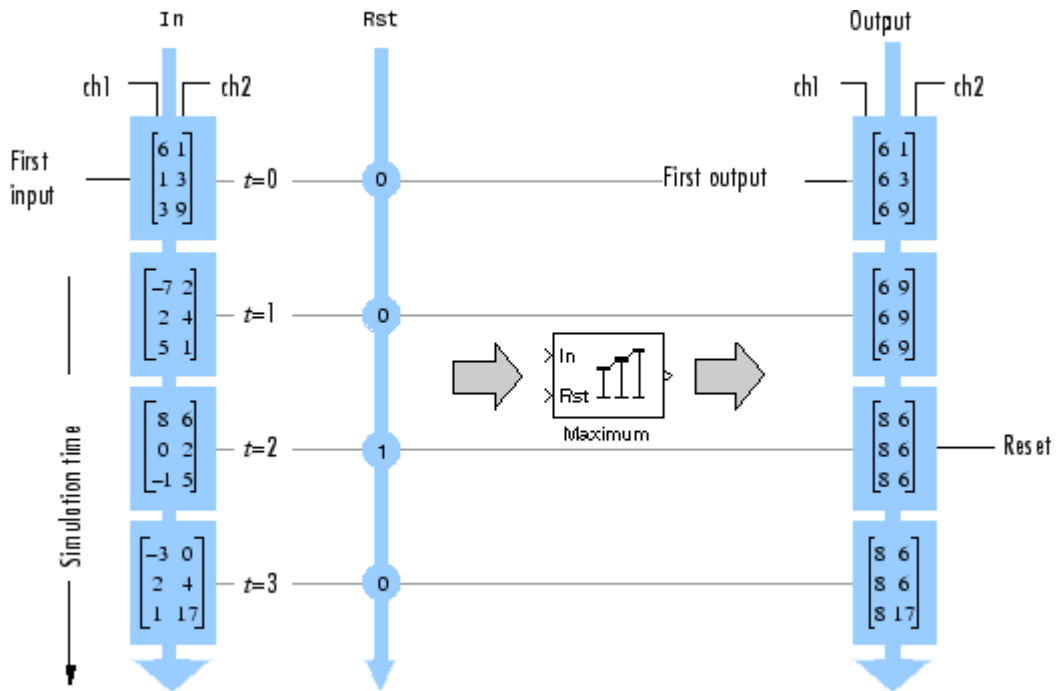 In Rst Output
ch1 ch2 ch1 ch2
First input
[6 1
1 3
3 9]
t=0
0
First output
[6 1
6 3
6 9]
[-7 2
2 4
5 1]
t=1
0
[6 9
6 9
6 9]
In
Rst
Maximum
Simulation time
[8 6
0 2
-1 5]
t=2
1
[8 6
8 6
8 6]
Reset
[-3 0
2 4
1 17]
t=3
0
[8 6
8 6
8 17]